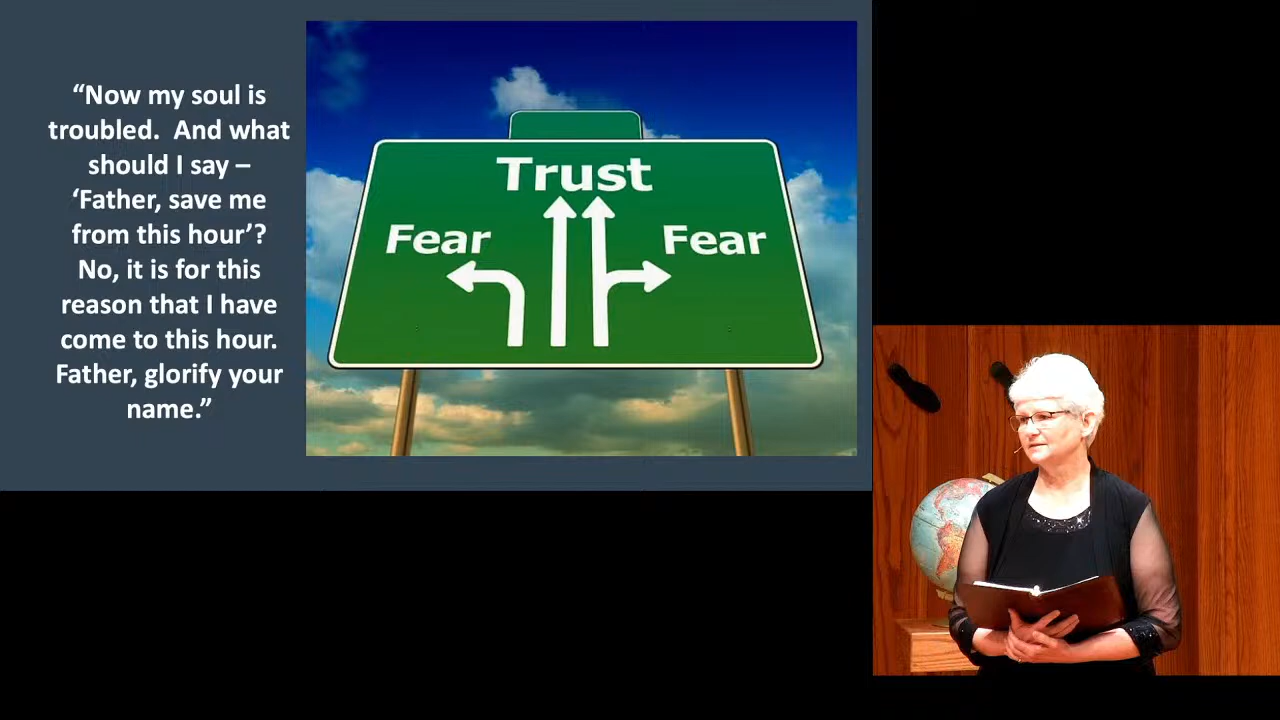 “Now my soul is
troubled.  And what
should I say –
‘Father, save me
from this hour’?
No, it is for this
reason that I have
come to this hour.
Father, glorify your
name.”
Trust
Fear
Fear